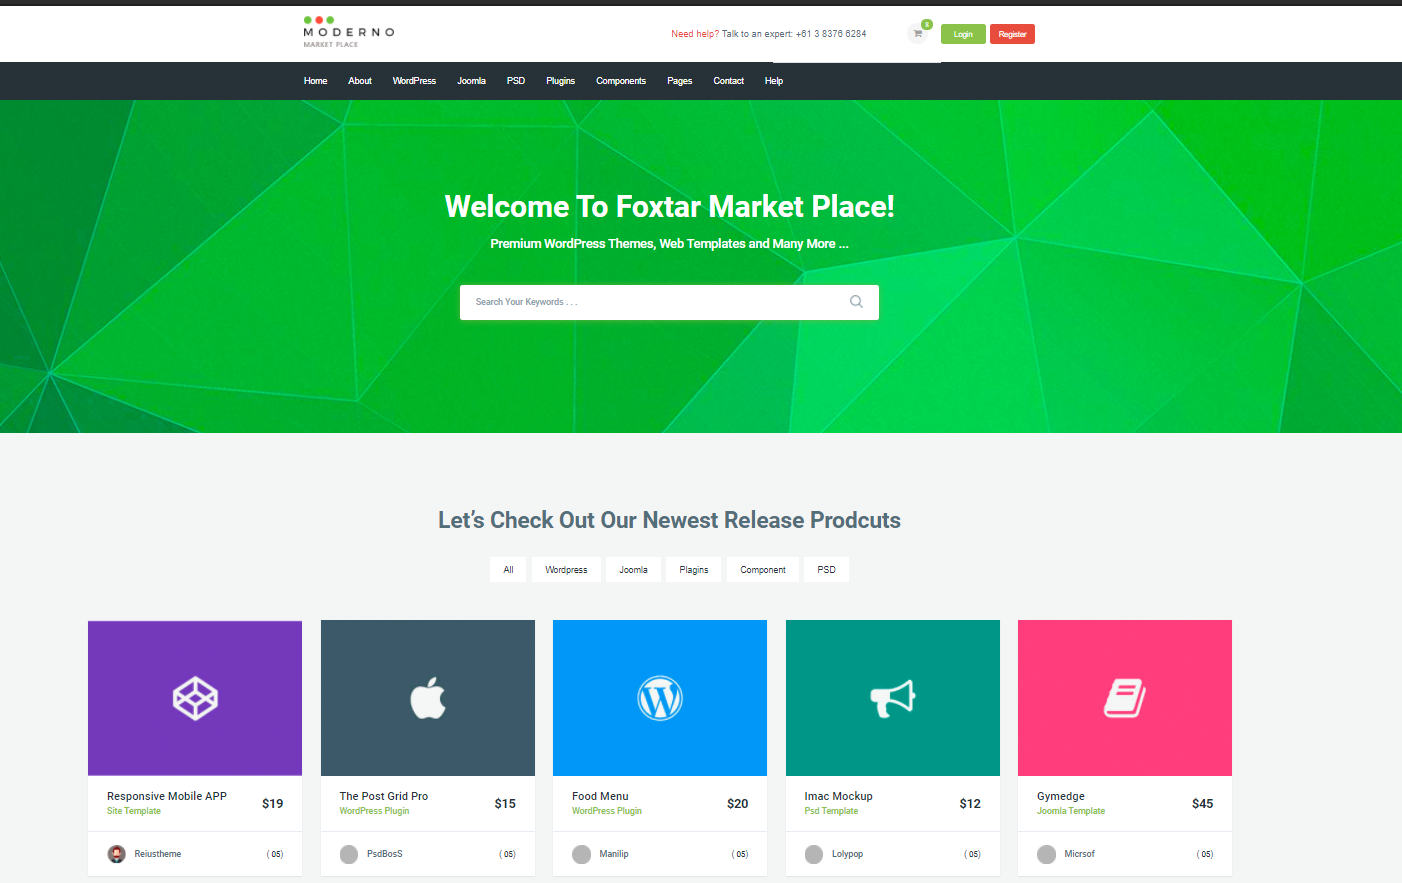 MODERNO
MARKET PLACE
Need help? Talk to an expert: +61 3 8376 6284
8
Login
Register
Home About WordPress Joomla PSD Plugins Components Pages Contact Help
Welcome To Foxtar Market Place!
Premium WordPress Themes, Web Templates and Many More ...
Search Your Keywords . . .
Let's Check Out Our Newest Release Prodcuts
All Wordpress Joomla Plagins Component PSD
Responsive Mobile APP
Site Template
$19
Reiustheme
( 05)
The Post Grid Pro
WordPress Plugin
$15
PsdBosS
( 05)
Food Menu
WordPress Plugin
$20
Manilip
( 05)
Imac Mockup
Psd Template
$12
Lolypop
( 05)
Gymedge
Joomla Template
$45
Micrsof
( 05)